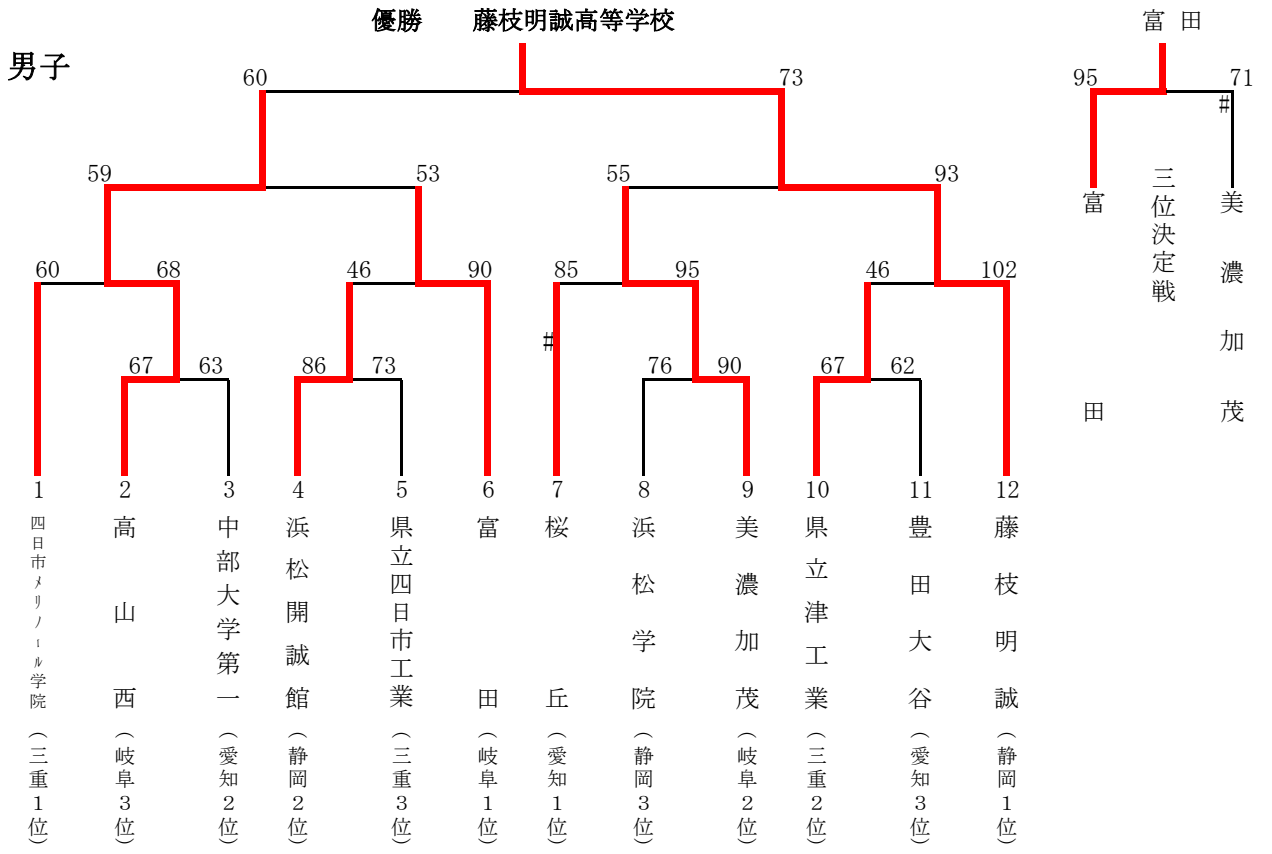 優勝 藤枝明誠高等学校
男子
60 73
59 53 55 93
60 68 46 90 85 95 46 102
#
67 63 86 73 76 90 67 62
1 2 3 4 5 6 7 8 9 10 11 12
四日市メリノール学院（三重１位）
高山西（岐阜３位）
中部大学第一（愛知２位）
浜松開誠館（静岡２位）
県立四日市工業（三重３位）
富田（岐阜１位）
桜丘（愛知１位）
浜松学院（静岡３位）
美濃加茂（岐阜２位）
県立津工業（三重２位）
豊田大谷（愛知３位）
藤枝明誠（静岡１位）
富田
95 71
#
富田
三位決定戦
美濃加茂